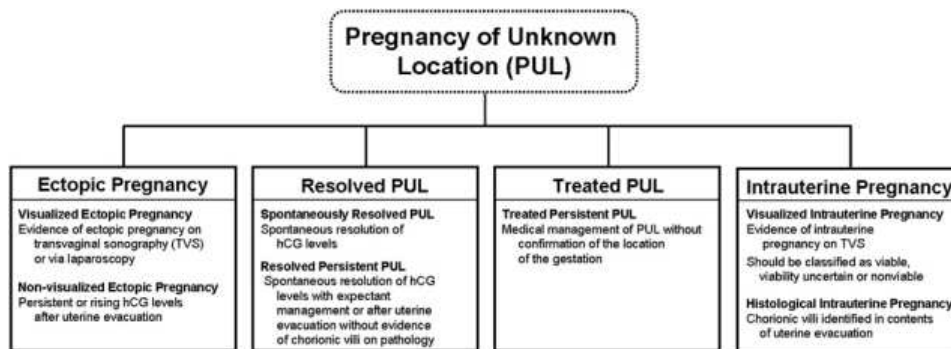 Pregnancy of Unknown
Location (PUL)
Ectopic Pregnancy
Visualized Ectopic Pregnancy
Evidence of ectopic pregnancy on
transvaginal sonography (TVS)
or via laparoscopy
Non-visualized Ectopic Pregnancy
Persistent or rising hCG levels
after uterine evacuation
Resolved PUL
Spontaneously Resolved PUL
Spontaneous resolution of
hCG levels
Resolved Persistent PUL
Spontaneous resolution of hCG
levels with expectant
management or after uterine
evacuation without evidence
of chorionic villi on pathology
Treated PUL
Treated Persistent PUL
Medical management of PUL without
confirmation of the location
of the gestation
Intrauterine Pregnancy
Visualized Intrauterine Pregnancy
Evidence of intrauterine
pregnancy on TVS
Should be classified as viable,
viability uncertain or nonviable
Histological Intrauterine Pregnancy
Chorionic villi identified in contents
of uterine evacuation